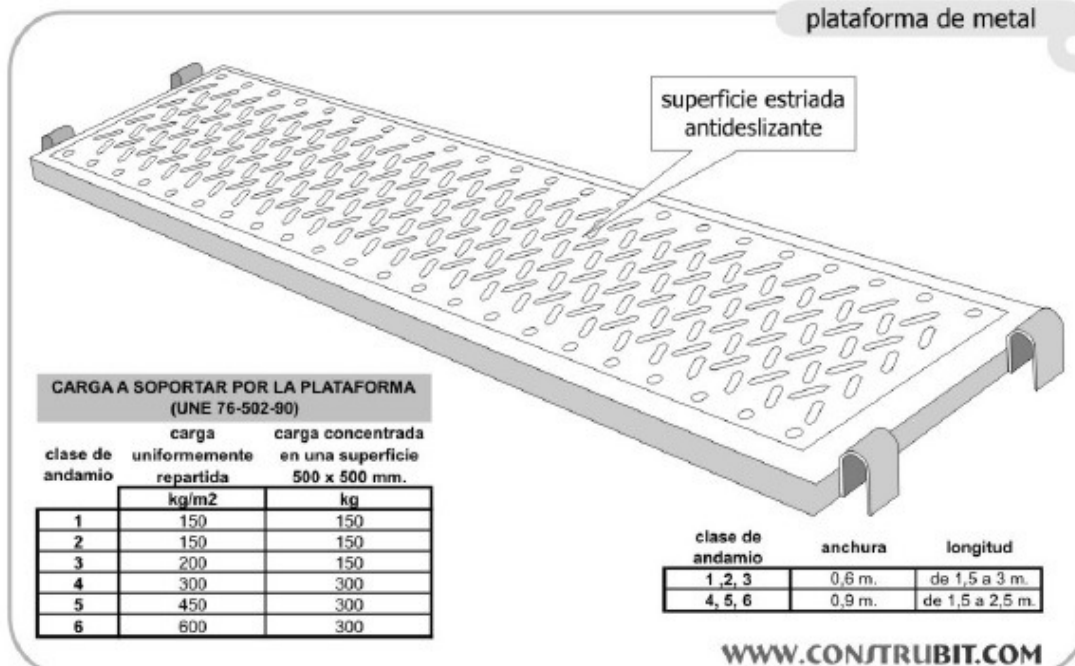 plataforma de metal
superficie estriada
antideslizante
CARGA A SOPORTAR POR LA PLATAFORMA
(UNE 76-502-90)
clase de andamio carga uniformemente repartida carga concentrada en una superficie 500 x 500 mm.
kg/m2 kg
1 150 150
2 150 150
3 200 150
4 300 300
5 450 300
6 600 300
clase de andamio anchura longitud
1 ,2, 3 0,6 m. de 1,5 a 3 m.
4, 5, 6 0,9 m. de 1,5 a 2,5 m.
WWW.CONSTRUBIT.COM